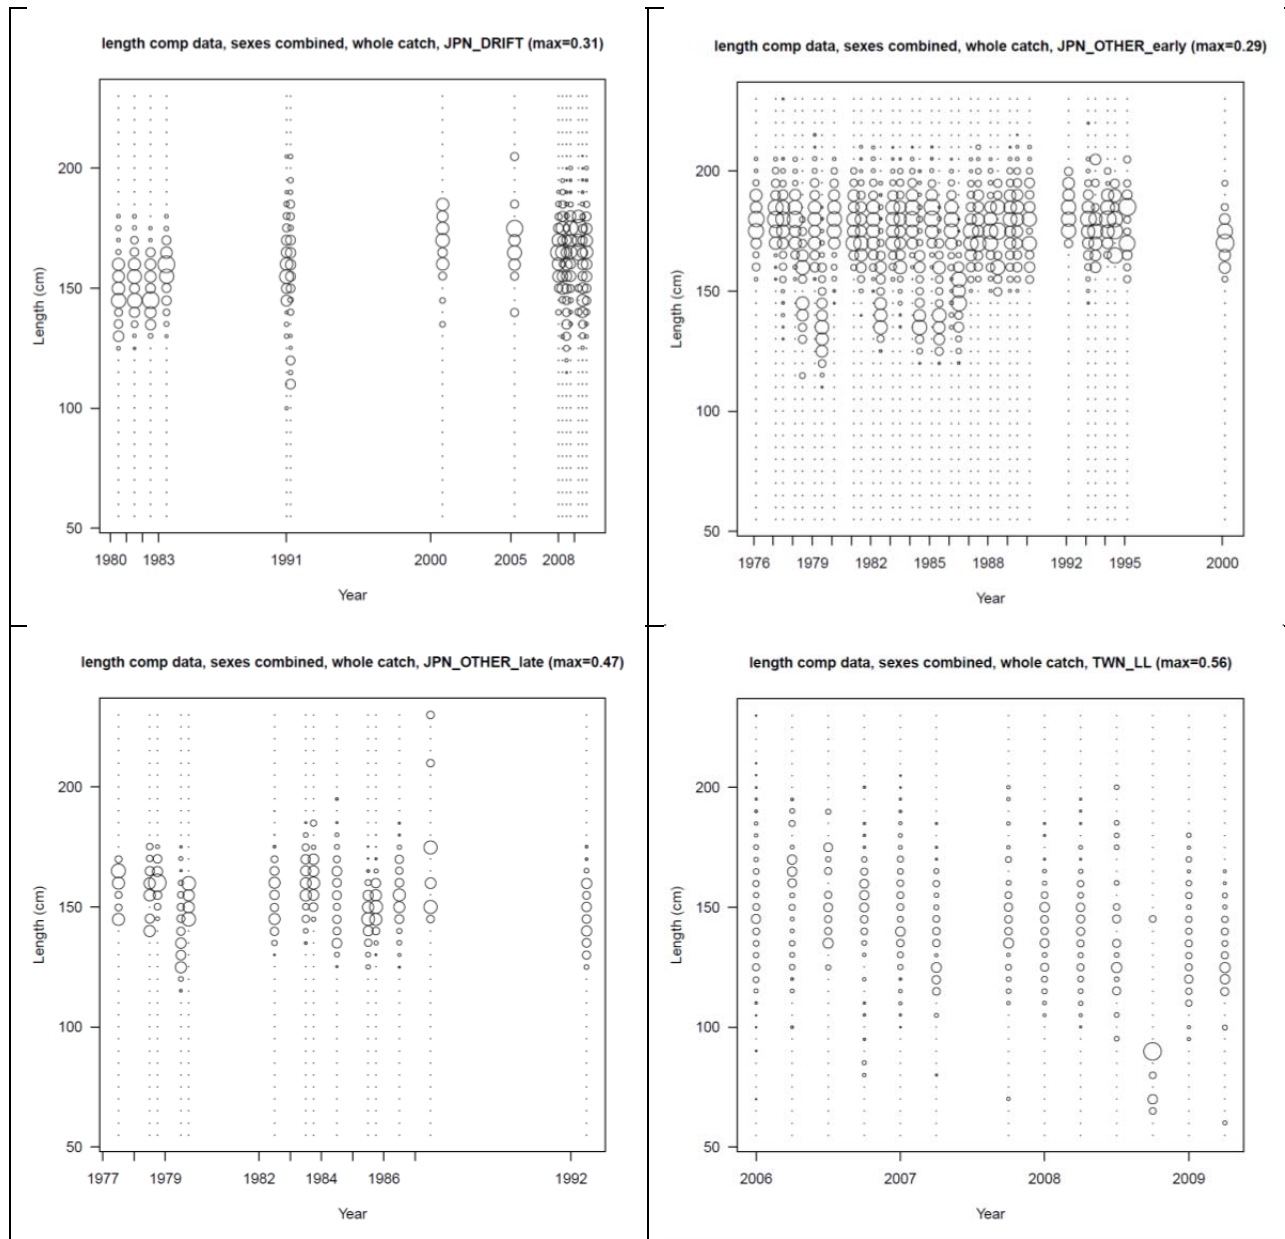 length comp data, sexes combined, whole catch, JPN_DRIFT (max=0.31)
200
150
100
50
Length (cm)
1980 1983 1991 2000 2005 2008
Year
length comp data, sexes combined, whole catch, JPN_OTHER_early (max=0.29)
200
150
100
50
Length (cm)
1976 1979 1982 1985 1988 1992 1995 2000
Year
length comp data, sexes combined, whole catch, JPN_OTHER_late (max=0.47)
200
150
100
50
Length (cm)
1977 1979 1982 1984 1986 1992
Year
length comp data, sexes combined, whole catch, TWN_LL (max=0.56)
200
150
100
50
Length (cm)
2006 2007 2008 2009
Year